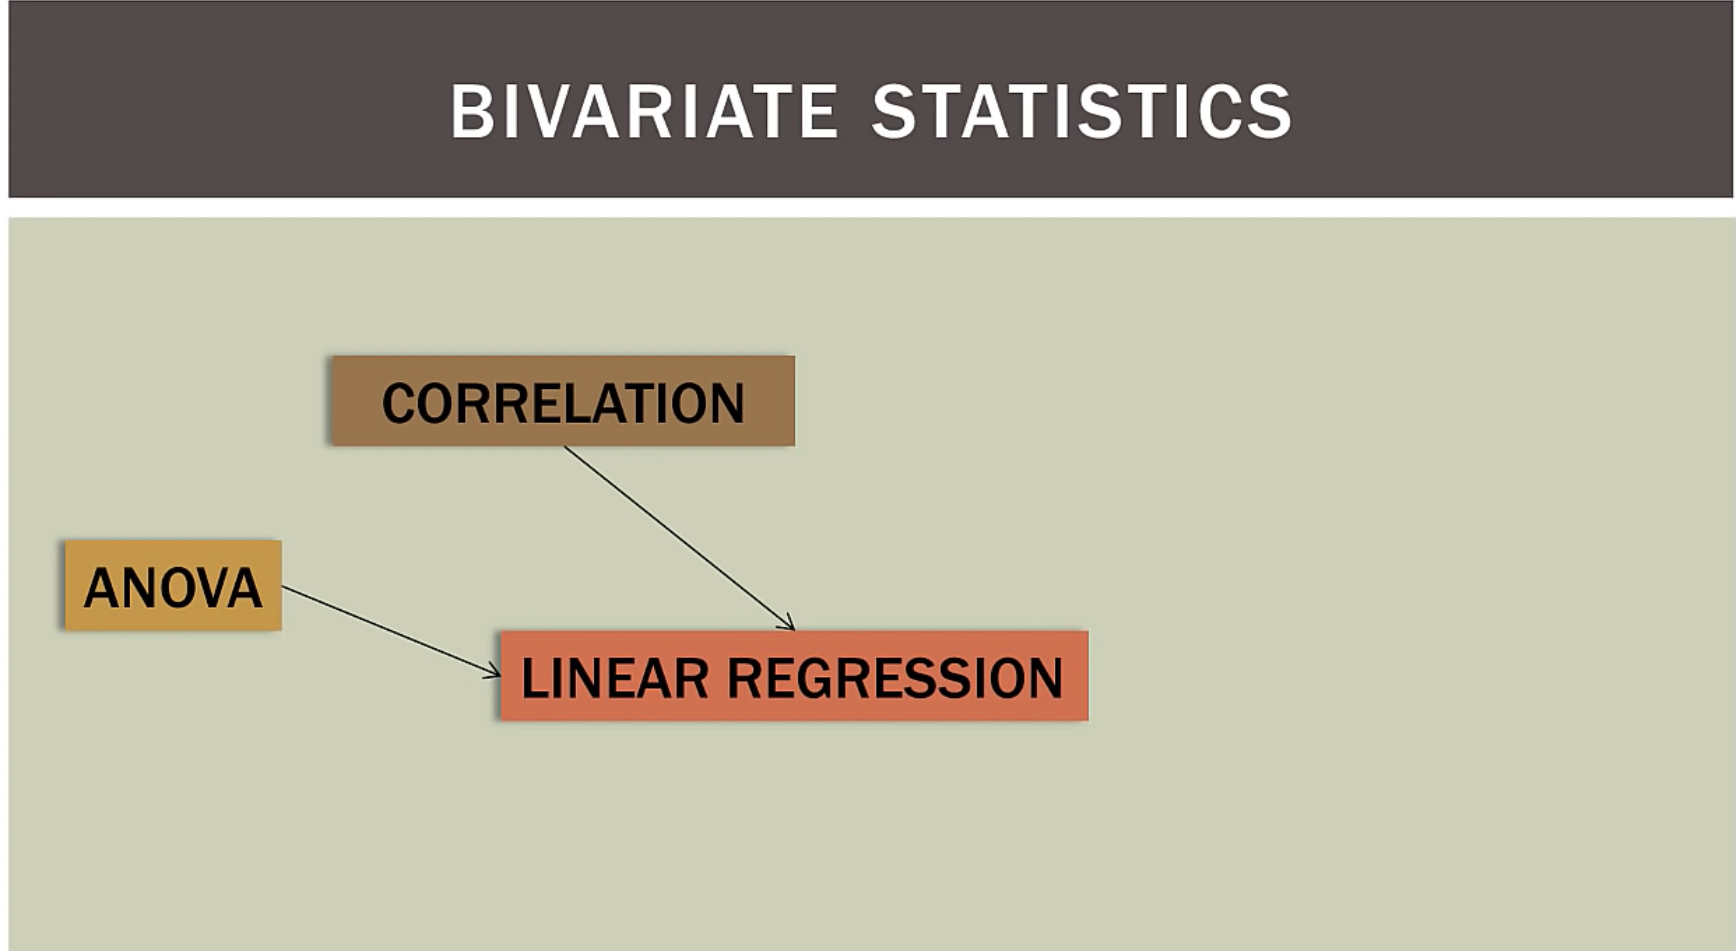 BIVARIATE STATISTICS
CORRELATION
ANOVA
LINEAR REGRESSION